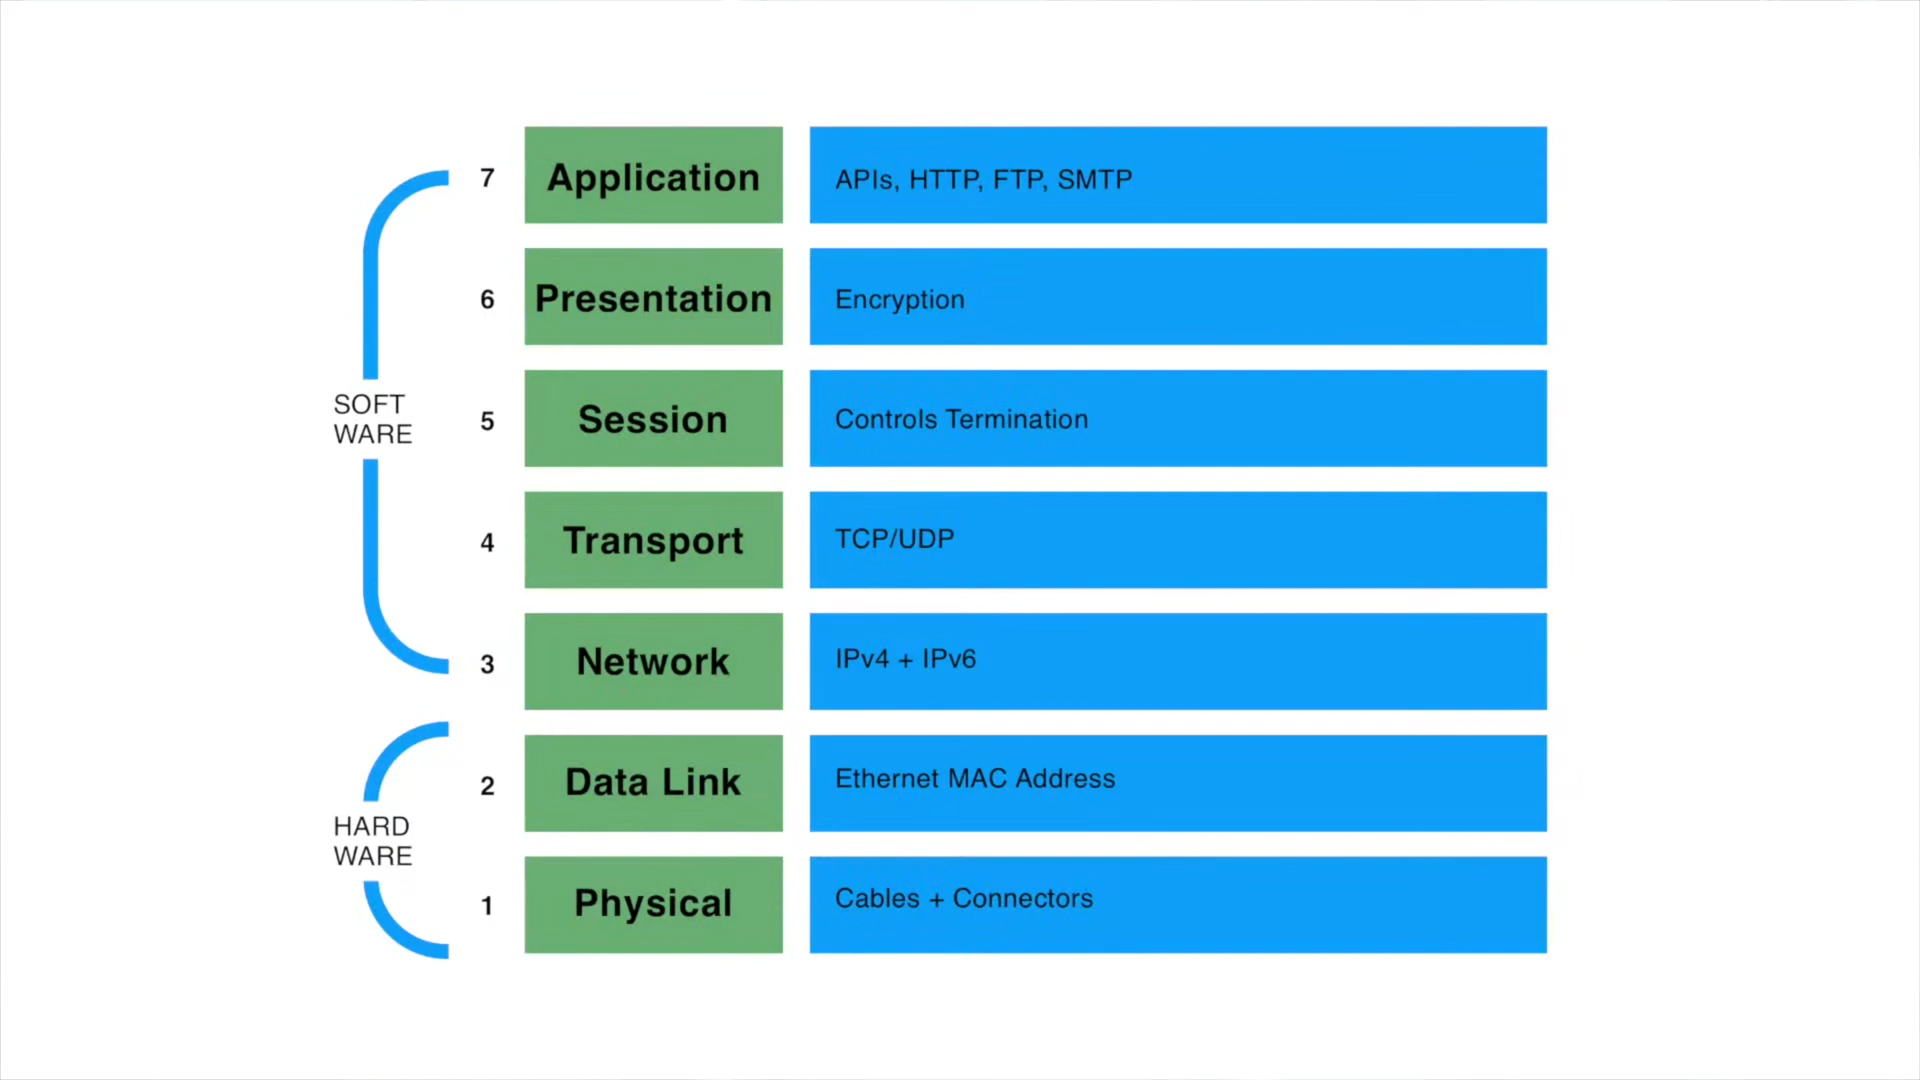 7 Application APIs, HTTP, FTP, SMTP
6 Presentation Encryption
SOFT
WARE
5 Session Controls Termination
4 Transport TCP/UDP
3 Network IPv4 + IPv6
2 Data Link Ethernet MAC Address
HARD
WARE
1 Physical Cables + Connectors